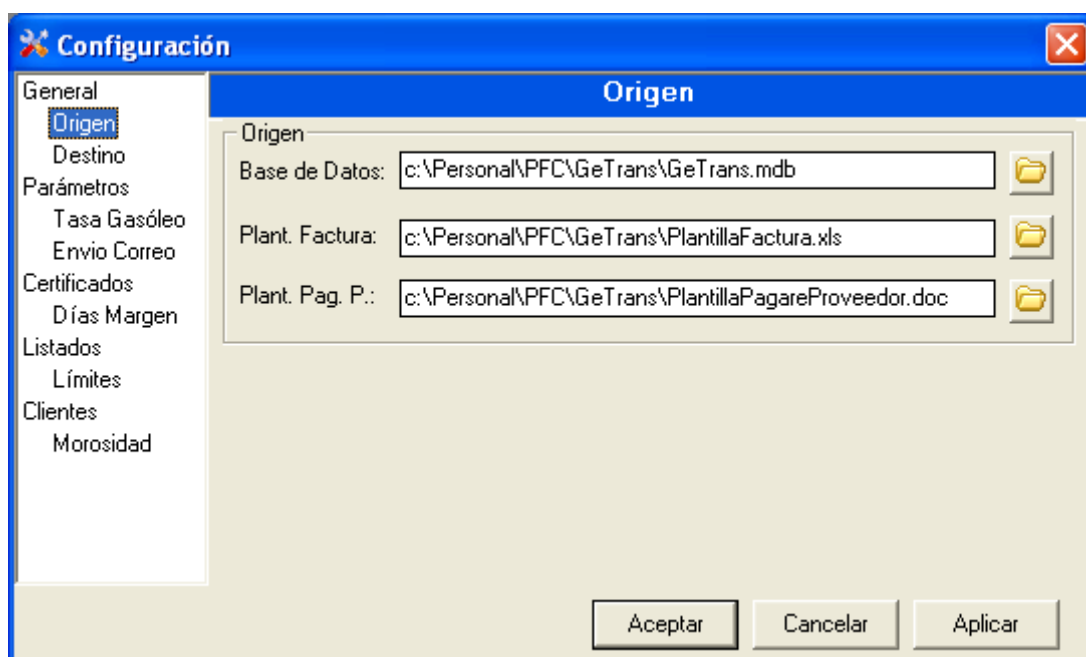 Configuración
General
Origen
Destino
Parámetros
Tasa Gasóleo
Envio Correo
Certificados
Días Margen
Listados
Límites
Clientes
Morosidad
Origen
Origen
Base de Datos: c:\Personal\PFC\GeTrans\GeTrans.mdb
Plant. Factura: c:\Personal\PFC\GeTrans\PlantillaFactura.xls
Plant. Pag. P.: c:\Personal\PFC\GeTrans\PlantillaPagareProveedor.doc
Aceptar Cancelar Aplicar